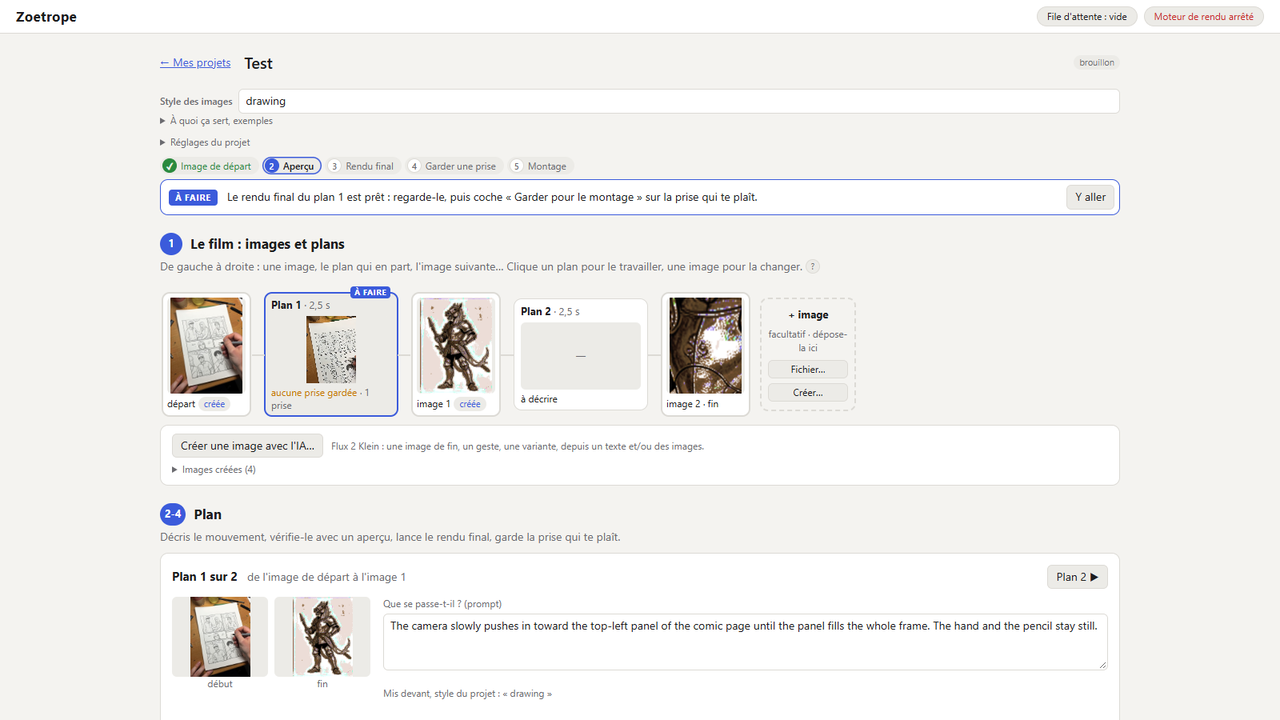 Zoetrope
File d'attente : vide
Moteur de rendu arrêté
← Mes projets
Test
brouillon
Style des images
drawing
▶ À quoi ça sert, exemples
▶ Réglages du projet
✓ Image de départ
2 Aperçu
3 Rendu final
4 Garder une prise
5 Montage
À FAIRE
Le rendu final du plan 1 est prêt : regarde-le, puis coche « Garder pour le montage » sur la prise qui te plaît.
Y aller
1 Le film : images et plans
De gauche à droite : une image, le plan qui en part, l'image suivante... Clique un plan pour le travailler, une image pour la changer. ?
départ créée
À FAIRE
Plan 1 · 2,5 s
aucune prise gardée · 1
prise
image 1 créée
Plan 2 · 2,5 s
—
à décrire
image 2 · fin
+ image
facultatif · dépose-
la ici
Fichier...
Créer...
Créer une image avec l'IA...
Flux 2 Klein : une image de fin, un geste, une variante, depuis un texte et/ou des images.
▶ Images créées (4)
2-4 Plan
Décris le mouvement, vérifie-le avec un aperçu, lance le rendu final, garde la prise qui te plaît.
Plan 1 sur 2 de l'image de départ à l'image 1
Plan 2 ▶
début
fin
Que se passe-t-il ? (prompt)
The camera slowly pushes in toward the top-left panel of the comic page until the panel fills the whole frame. The hand and the pencil stay still.
Mis devant, style du projet : « drawing »